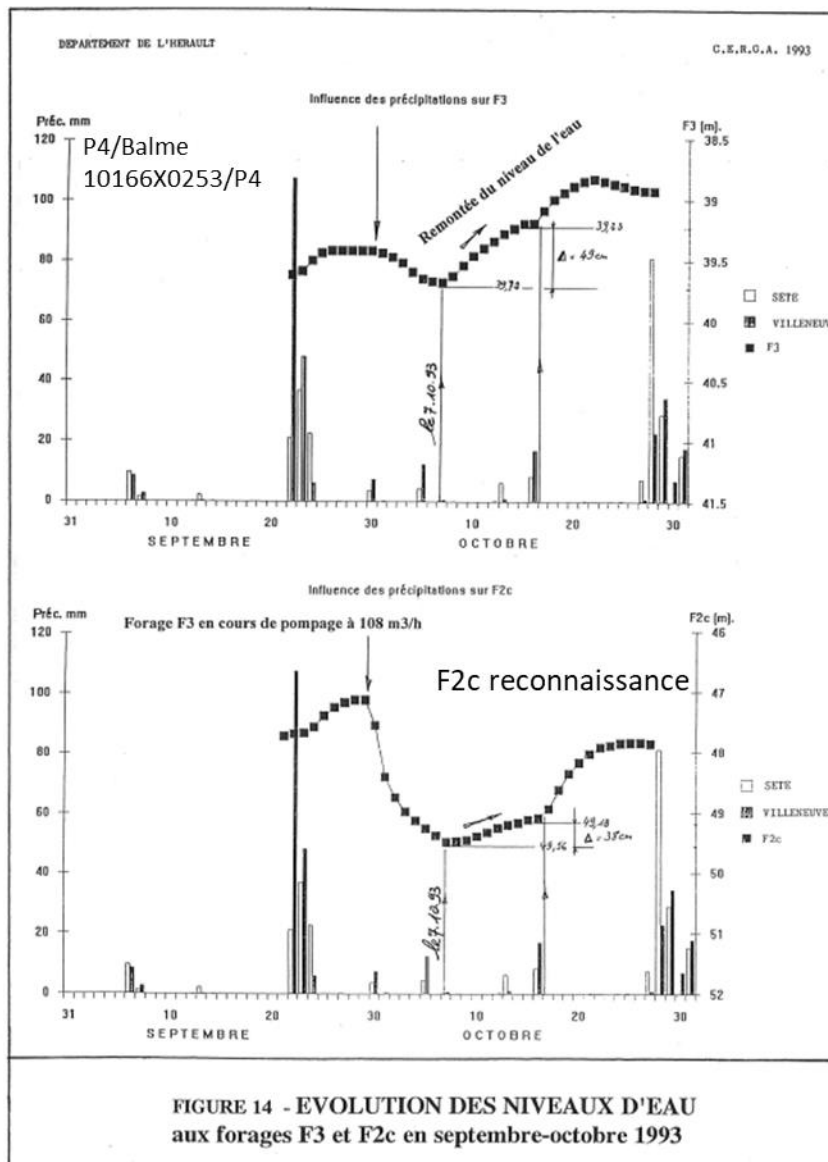 DEPARTEMENT DE L'HERAULT
C.E.R.G.A. 1993
Influence des précipitations sur F3
Préc. mm
F3 [m].
P4/Balme
10166X0253/P4
Remontée du niveau de l'eau
120
100
80
60
40
20
0
38.5
39
39.5
40
40.5
41
41.5
39,23
Δ = 49 cm
39,72
le 7.10.93
SETE
VILLENEUV
F3
31
10
20
30
10
20
30
SEPTEMBRE
OCTOBRE
Influence des précipitations sur F2c
Préc. mm
F2c [m].
Forage F3 en cours de pompage à 108 m3/h
F2c reconnaissance
120
100
80
60
40
20
0
46
47
48
49
50
51
52
49,18
Δ = 38 cm
49,56
le 7.10.93
SETE
VILLENEUVE
F2c
31
10
20
30
10
20
30
SEPTEMBRE
OCTOBRE
FIGURE 14 - EVOLUTION DES NIVEAUX D'EAU
aux forages F3 et F2c en septembre-octobre 1993